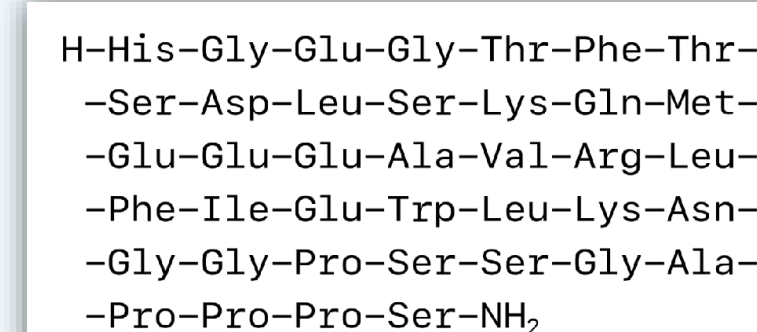 H–His–Gly–Glu–Gly–Thr–Phe–Thr–
–Ser–Asp–Leu–Ser–Lys–Gln–Met–
–Glu–Glu–Glu–Ala–Val–Arg–Leu–
–Phe–Ile–Glu–Trp–Leu–Lys–Asn–
–Gly–Gly–Pro–Ser–Ser–Gly–Ala–
–Pro–Pro–Pro–Ser–NH₂